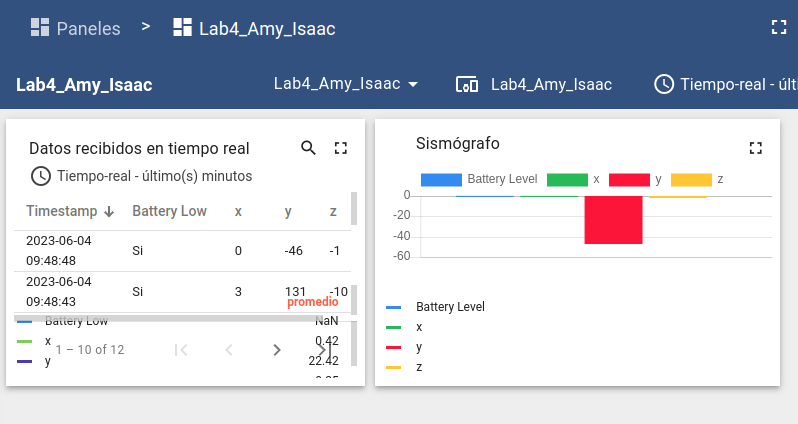 Paneles > Lab4_Amy_Isaac
Lab4_Amy_Isaac Lab4_Amy_Isaac Lab4_Amy_Isaac Tiempo-real - últi
Datos recibidos en tiempo real
Tiempo-real - último(s) minutos
Timestamp Battery Low x y z
2023-06-04
09:48:48 Si 0 -46 -1
2023-06-04
09:48:43 Si 3 131 -10
promedio
Battery Low NaN
x 0.42
1 – 10 of 12
y 22.42
Sismógrafo
Battery Level x y z
0
-20
-40
-60
Battery Level
x
y
z